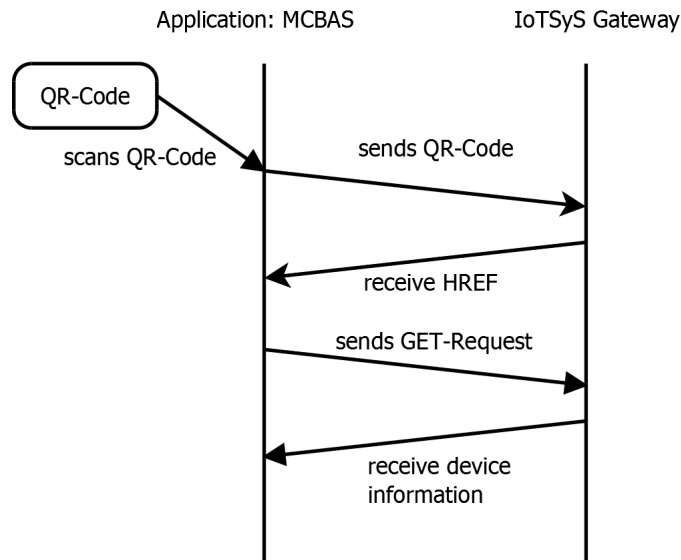 Application: MCBAS
IoTSyS Gateway
QR-Code
scans QR-Code
sends QR-Code
receive HREF
sends GET-Request
receive device
information